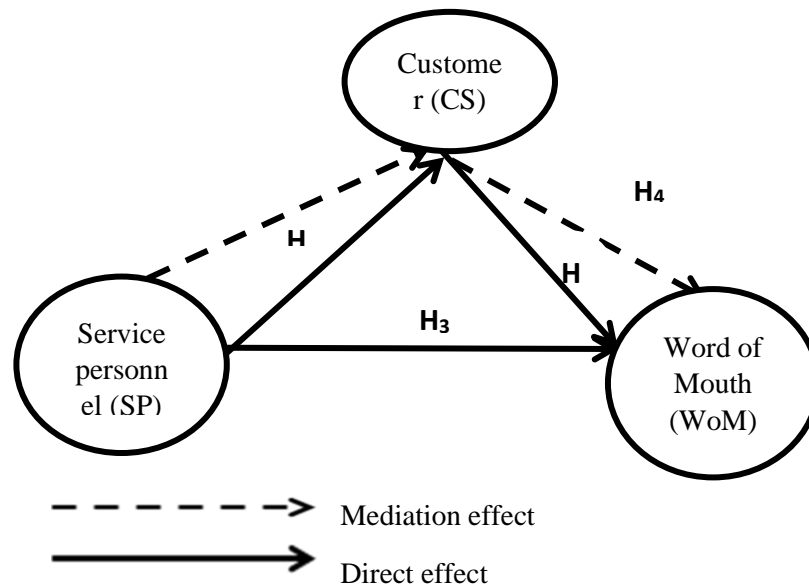 Custome
r (CS)
H₄
H
H
H₃
Service
personn
el (SP)
Word of
Mouth
(WoM)
Mediation effect
Direct effect